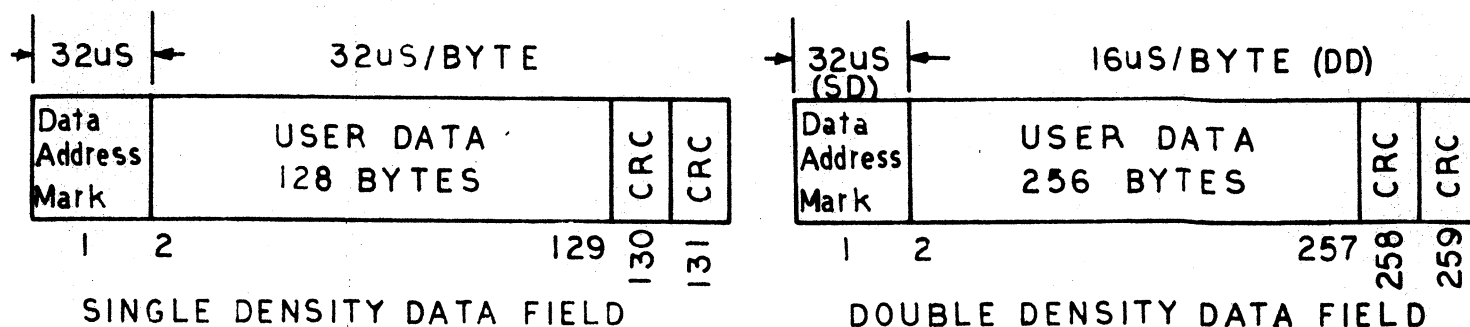 32uS
32uS/BYTE
Data
Address
Mark
USER DATA
128 BYTES
CRC
CRC
1
2
129
130
131
SINGLE DENSITY DATA FIELD
32uS
(SD)
16uS/BYTE (DD)
Data
Address
Mark
USER DATA
256 BYTES
CRC
CRC
1
2
257
258
259
DOUBLE DENSITY DATA FIELD